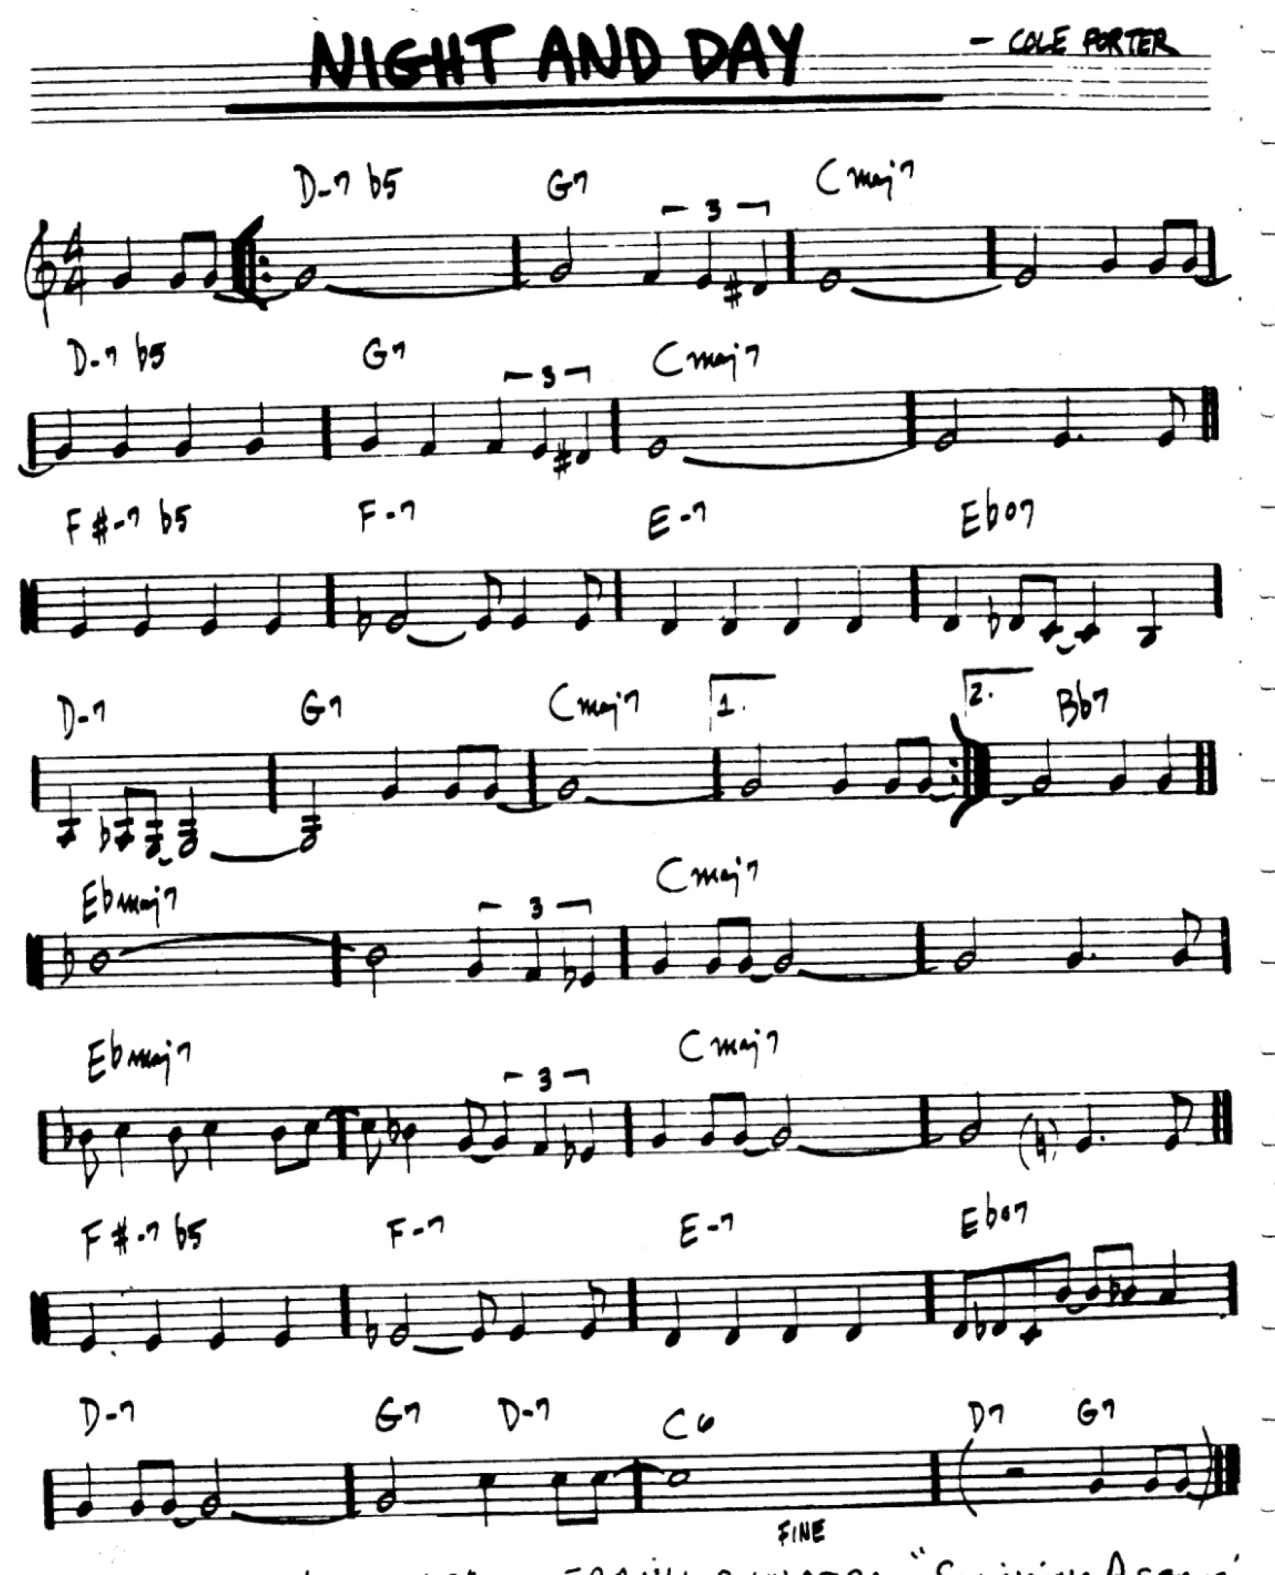 NIGHT AND DAY
- COLE PORTER
D-7 b5 G7 Cmaj7
3
D-7 b5 G7 Cmaj7
3
F#-7 b5 F-7 E-7 Ebo7
D-7 G7 Cmaj7 1. 2. Bb7
Ebmaj7 Cmaj7
3
Ebmaj7 Cmaj7
3
F#-7 b5 F-7 E-7 Ebo7
D-7 G7 D-7 C6 D7 G7
FINE